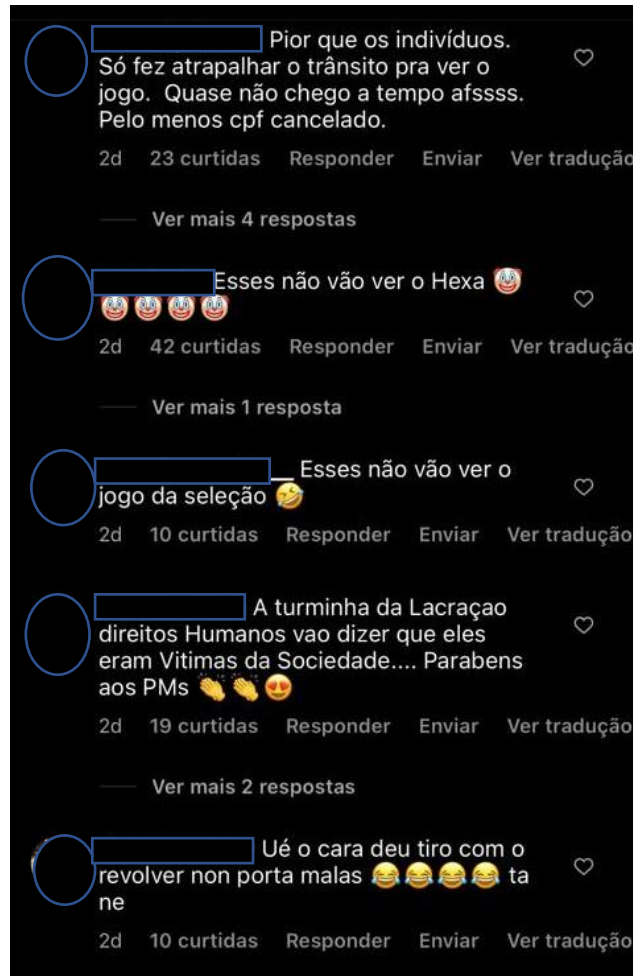 Pior que os indivíduos.
Só fez atrapalhar o trânsito pra ver o
jogo. Quase não chego a tempo afssss.
Pelo menos cpf cancelado.
2d 23 curtidas Responder Enviar Ver tradução
Ver mais 4 respostas
Esses não vão ver o Hexa 🤡
🤡🤡🤡🤡
2d 42 curtidas Responder Enviar Ver tradução
Ver mais 1 resposta
__ Esses não vão ver o
jogo da seleção 🤣
2d 10 curtidas Responder Enviar Ver tradução
A turminha da Lacraçao
direitos Humanos vao dizer que eles
eram Vitimas da Sociedade.... Parabens
aos PMs 👏👏😍
2d 19 curtidas Responder Enviar Ver tradução
Ver mais 2 respostas
Ué o cara deu tiro com o
revolver non porta malas 😂😂😂😂 ta
ne
2d 10 curtidas Responder Enviar Ver tradução